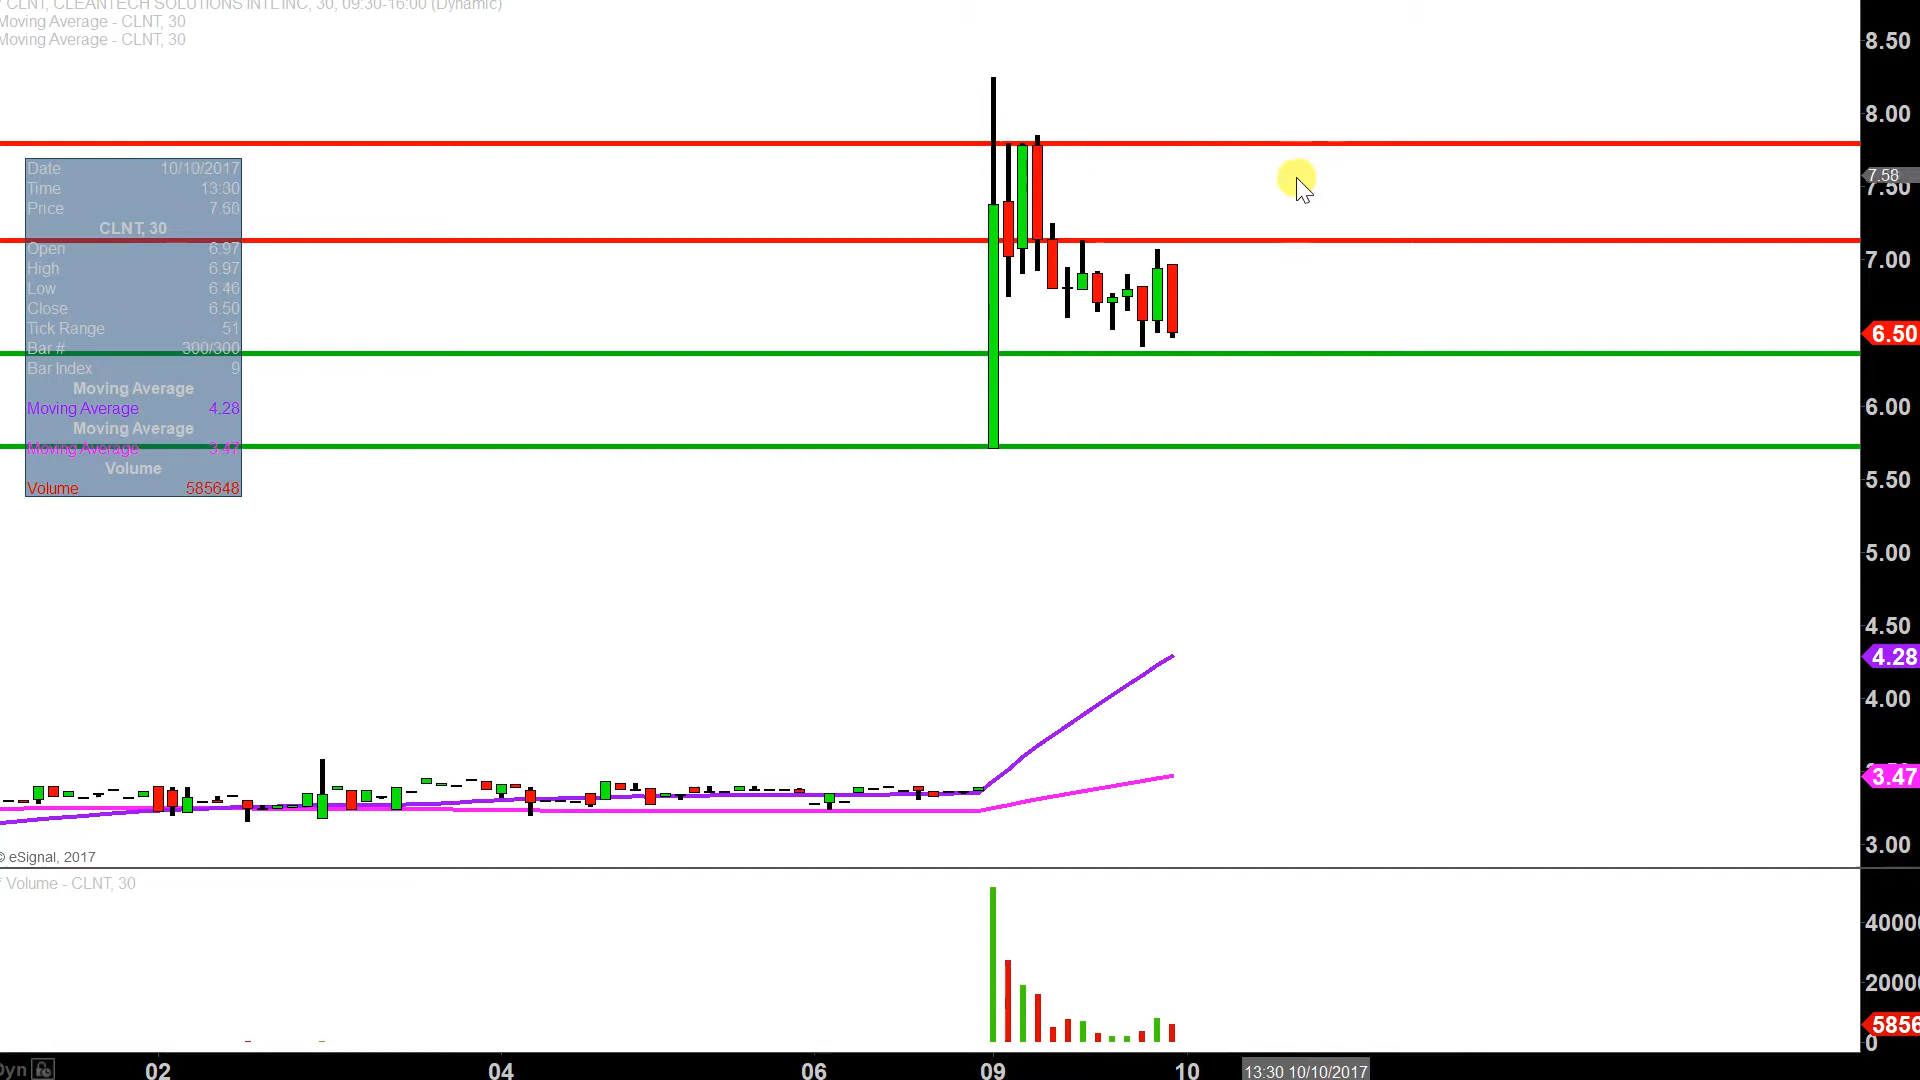 CLNT, CLEANTECH SOLUTIONS INTL INC, 30, 09:30-16:00 (Dynamic)
Moving Average - CLNT, 30
Moving Average - CLNT, 30
Date 10/10/2017
Time 13:30
Price 7.60
CLNT, 30
Open 6.97
High 6.97
Low 6.46
Close 6.50
Tick Range 51
Bar # 300/300
Bar Index 9
Moving Average
Moving Average 4.28
Moving Average
Moving Average 3.47
Volume
Volume 585648
8.50
8.00
7.58
7.50
7.00
6.50
6.00
5.50
5.00
4.50
4.28
4.00
3.47
3.00
© eSignal, 2017
Volume - CLNT, 30
40000
20000
5856
0
Dyn
02 04 06 09 10 13:30 10/10/2017